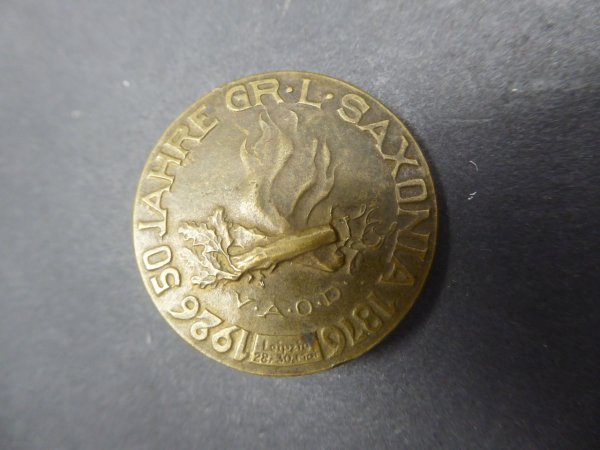 50 JAHRE GR·L·SAXONIA 1876
1926
V·A·O·D·
Leipzig